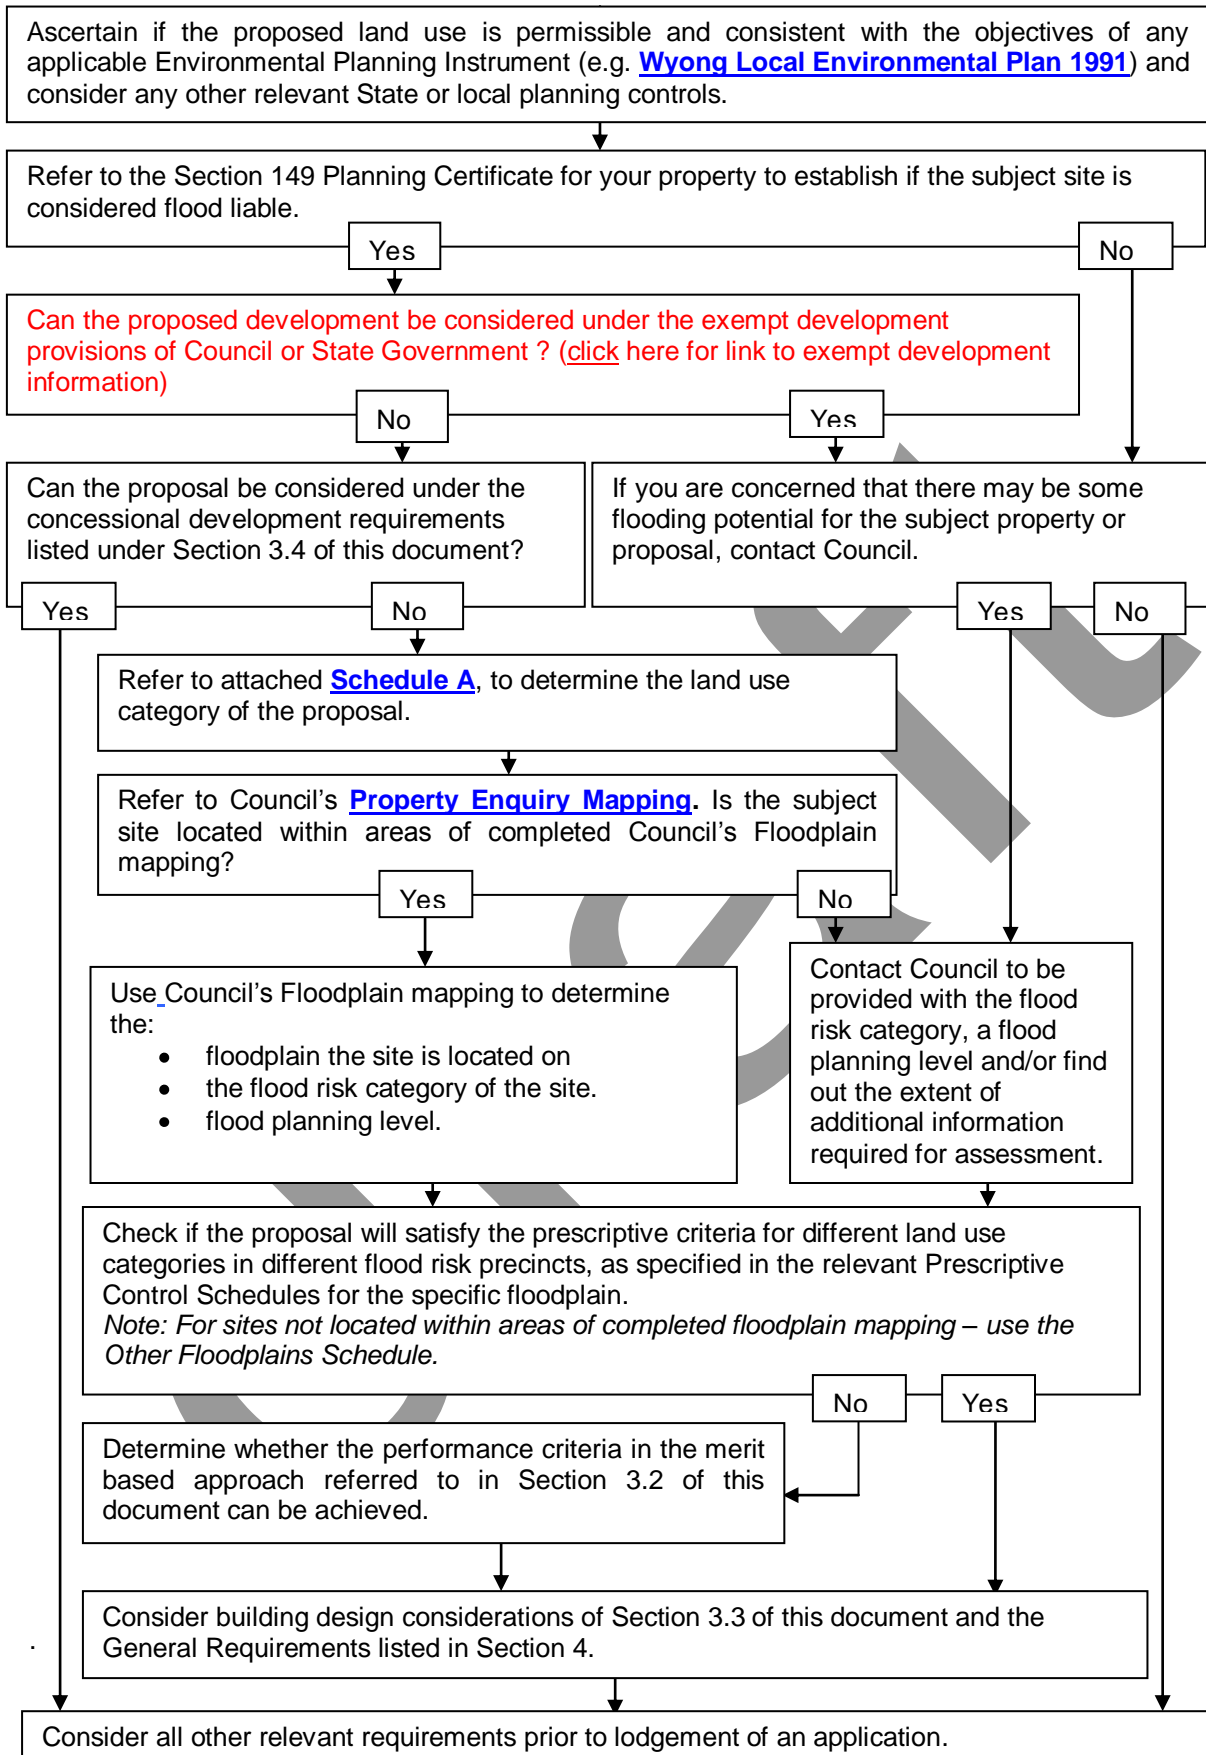 Ascertain if the proposed land use is permissible and consistent with the objectives of any
applicable Environmental Planning Instrument (e.g. Wyong Local Environmental Plan 1991) and
consider any other relevant State or local planning controls.
Refer to the Section 149 Planning Certificate for your property to establish if the subject site is
considered flood liable.
Yes
No
Can the proposed development be considered under the exempt development
provisions of Council or State Government ? (click here for link to exempt development
information)
No
Yes
Can the proposal be considered under the
concessional development requirements
listed under Section 3.4 of this document?
If you are concerned that there may be some
flooding potential for the subject property or
proposal, contact Council.
Yes
No
Yes
No
Refer to attached Schedule A, to determine the land use
category of the proposal.
Refer to Council's Property Enquiry Mapping. Is the subject
site located within areas of completed Council's Floodplain
mapping?
Yes
No
Use Council's Floodplain mapping to determine
the:
• floodplain the site is located on
• the flood risk category of the site.
• flood planning level.
Contact Council to be
provided with the flood
risk category, a flood
planning level and/or find
out the extent of
additional information
required for assessment.
Check if the proposal will satisfy the prescriptive criteria for different land use
categories in different flood risk precincts, as specified in the relevant Prescriptive
Control Schedules for the specific floodplain.
Note: For sites not located within areas of completed floodplain mapping – use the
Other Floodplains Schedule.
No
Yes
Determine whether the performance criteria in the merit
based approach referred to in Section 3.2 of this
document can be achieved.
Consider building design considerations of Section 3.3 of this document and the
General Requirements listed in Section 4.
.
Consider all other relevant requirements prior to lodgement of an application.